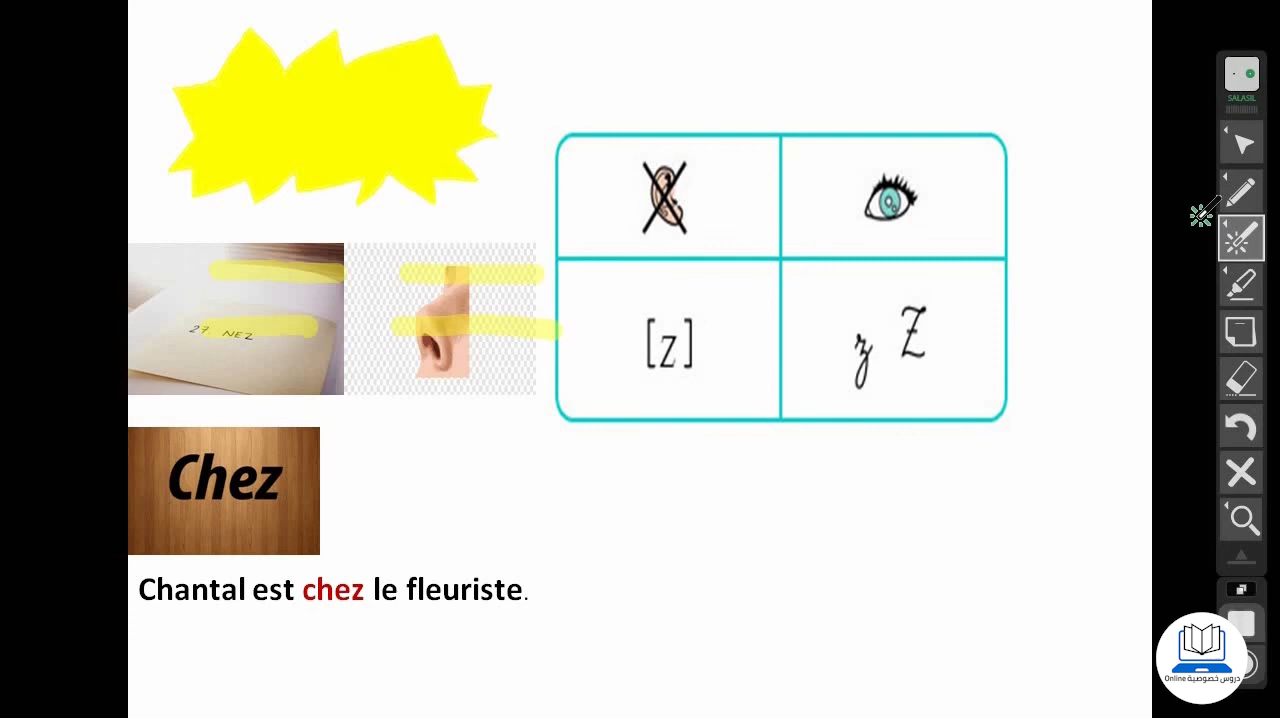 SALASIL
[z]
z Z
27 NEZ
Chez
Chantal est chez le fleuriste.
دروس خصوصية Online